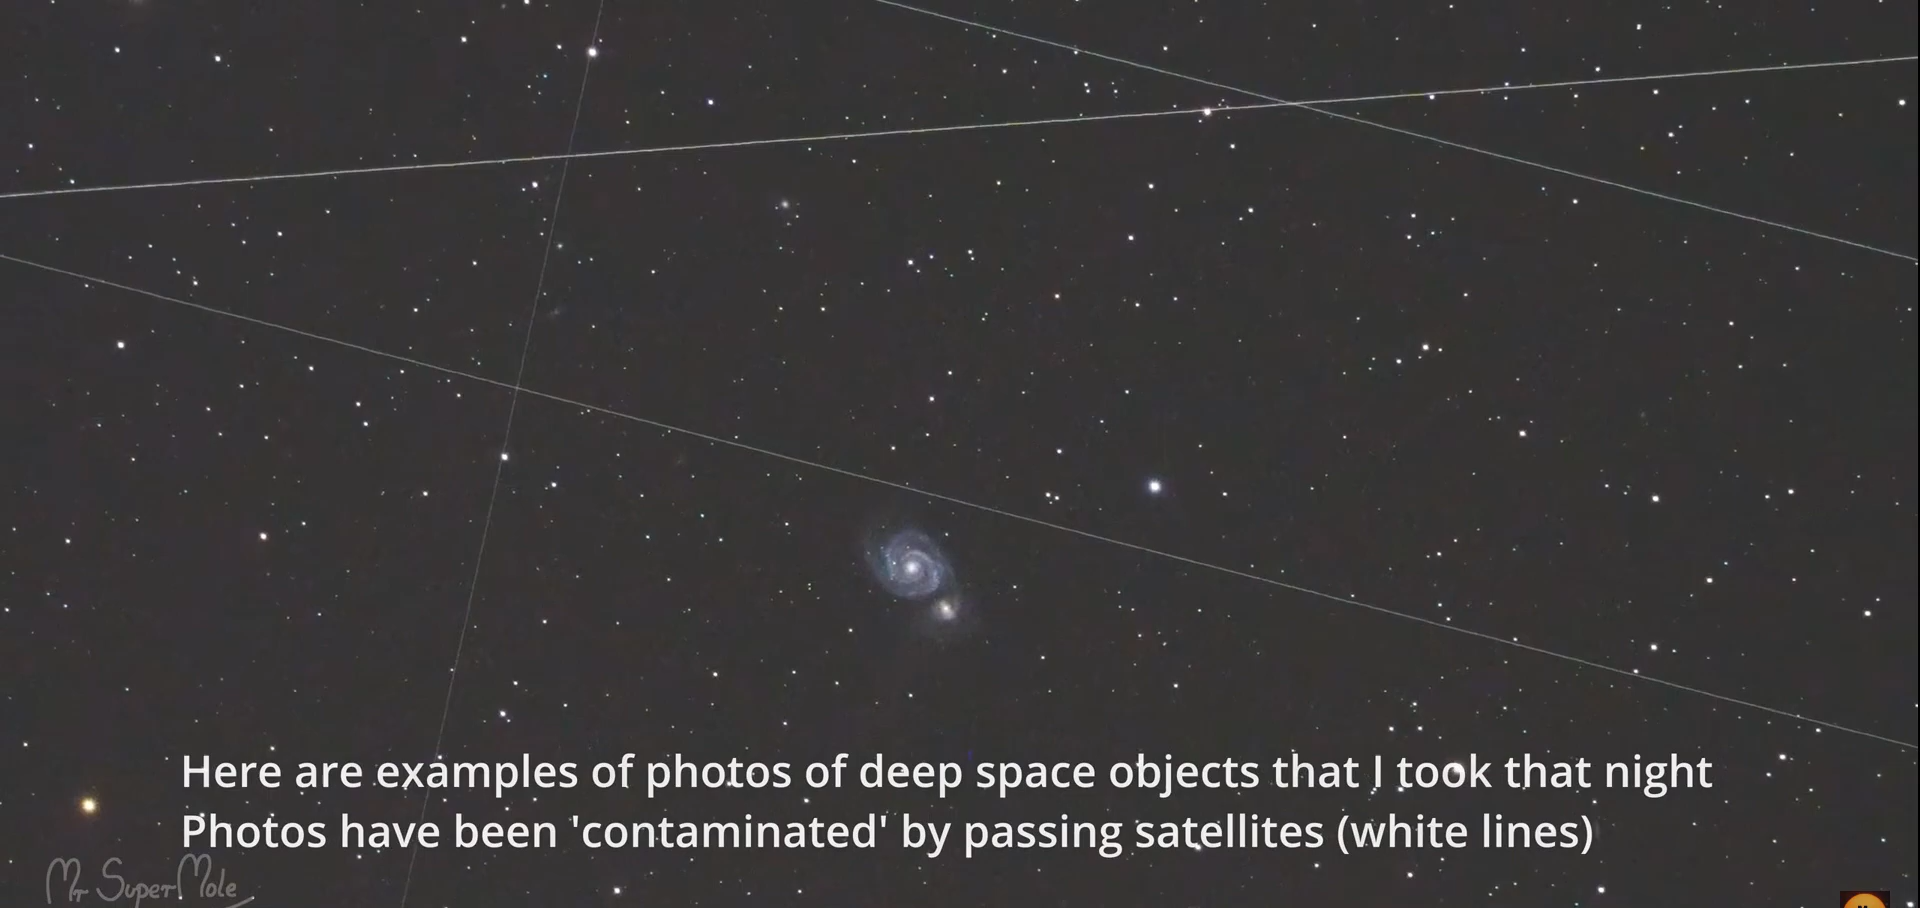 Here are examples of photos of deep space objects that I took that night
Photos have been 'contaminated' by passing satellites (white lines)
Mr SuperMole